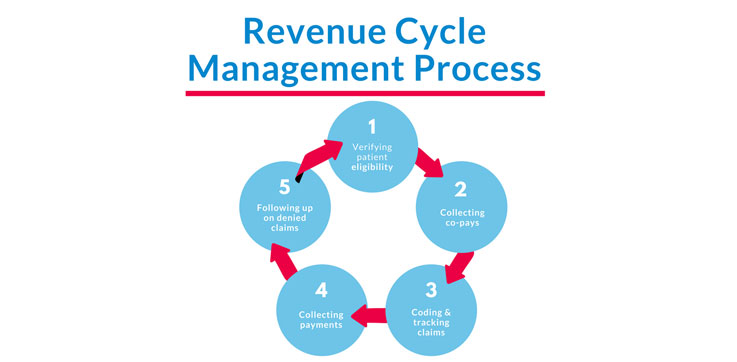 Revenue Cycle
Management Process
1
Verifying
patient
eligibility
2
Collecting
co-pays
3
Coding &
tracking
claims
4
Collecting
payments
5
Following up
on denied
claims